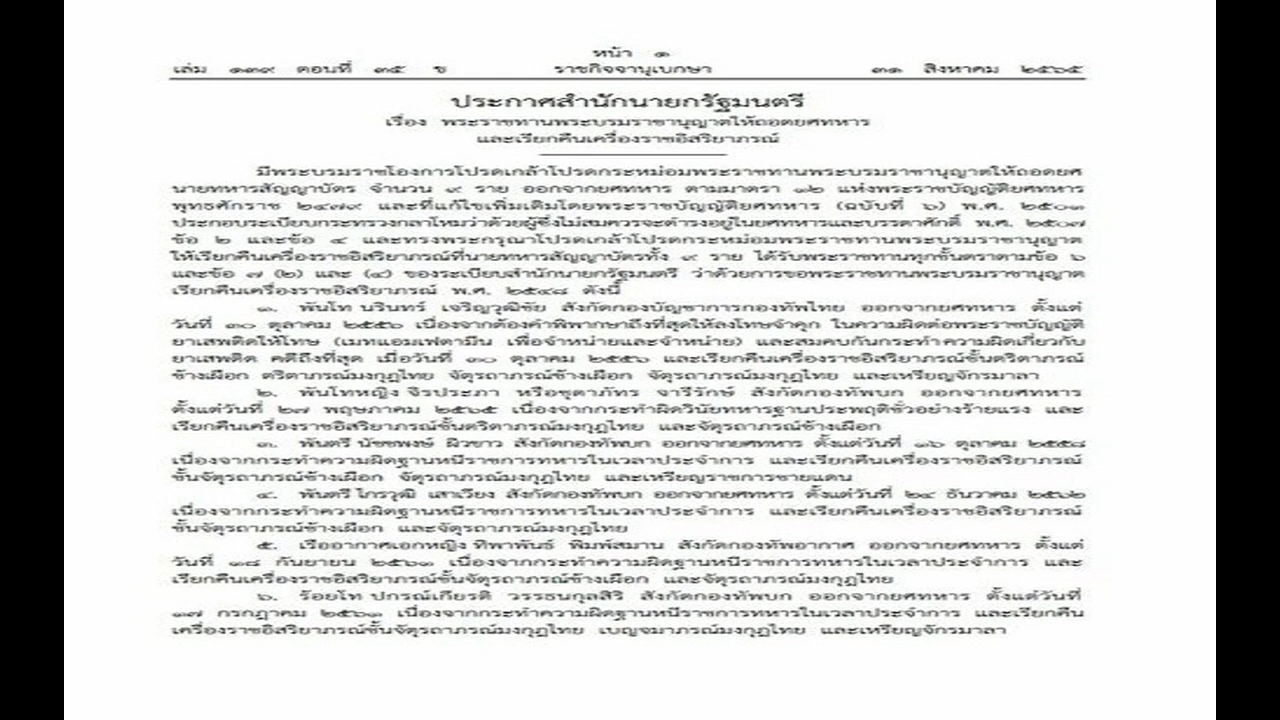 หน้า ๑
เล่ม ๑๓๙ ตอนที่ ๓๕ ข ราชกิจจานุเบกษา ๓๑ สิงหาคม ๒๕๖๕
ประกาศสำนักนายกรัฐมนตรี
เรื่อง พระราชทานพระบรมราชานุญาตให้ถอดยศทหาร
และเรียกคืนเครื่องราชอิสริยาภรณ์
มีพระบรมราชโองการโปรดเกล้าโปรดกระหม่อมพระราชทานพระบรมราชานุญาตให้ถอดยศ
นายทหารสัญญาบัตร จำนวน ๙ ราย ออกจากยศทหาร ตามมาตรา ๑๒ แห่งพระราชบัญญัติยศทหาร
พุทธศักราช ๒๔๗๙ และที่แก้ไขเพิ่มเติมโดยพระราชบัญญัติยศทหาร (ฉบับที่ ๖) พ.ศ. ๒๕๐๑
ประกอบระเบียบกระทรวงกลาโหมว่าด้วยผู้ซึ่งไม่สมควรจะดำรงอยู่ในยศทหารและบรรดาศักดิ์ พ.ศ. ๒๕๐๗
ข้อ ๒ และข้อ ๔ และทรงพระกรุณาโปรดเกล้าโปรดกระหม่อมพระราชทานพระบรมราชานุญาต
ให้เรียกคืนเครื่องราชอิสริยาภรณ์ที่นายทหารสัญญาบัตรทั้ง ๙ ราย ได้รับพระราชทานทุกชั้นตราตามข้อ ๖
และข้อ ๗ (๒) และ (๔) ของระเบียบสำนักนายกรัฐมนตรี ว่าด้วยการขอพระราชทานพระบรมราชานุญาต
เรียกคืนเครื่องราชอิสริยาภรณ์ พ.ศ. ๒๕๔๘ ดังนี้
๑. พันโท นรินทร์ เจริญวุฒิชัย สังกัดกองบัญชาการกองทัพไทย ออกจากยศทหาร ตั้งแต่
วันที่ ๓๐ ตุลาคม ๒๕๕๖ เนื่องจากต้องคำพิพากษาถึงที่สุดให้ลงโทษจำคุก ในความผิดต่อพระราชบัญญัติ
ยาเสพติดให้โทษ (เมทแอมเฟตามีน เพื่อจำหน่ายและจำหน่าย) และสมคบกันกระทำความผิดเกี่ยวกับ
ยาเสพติด คดีถึงที่สุด เมื่อวันที่ ๓๐ ตุลาคม ๒๕๕๖ และเรียกคืนเครื่องราชอิสริยาภรณ์ชั้นตริตาภรณ์
ช้างเผือก ตริตาภรณ์มงกุฎไทย จัตุรถาภรณ์ช้างเผือก จัตุรถาภรณ์มงกุฎไทย และเหรียญจักรมาลา
๒. พันโทหญิง จิรประภา หรือชุตาภัทร จารีรักษ์ สังกัดกองทัพบก ออกจากยศทหาร
ตั้งแต่วันที่ ๒๗ พฤษภาคม ๒๕๖๕ เนื่องจากกระทำผิดวินัยทหารฐานประพฤติชั่วอย่างร้ายแรง และ
เรียกคืนเครื่องราชอิสริยาภรณ์ชั้นตริตาภรณ์มงกุฎไทย และจัตุรถาภรณ์ช้างเผือก
๓. พันตรี นัชชพงษ์ ผิวขาว สังกัดกองทัพบก ออกจากยศทหาร ตั้งแต่วันที่ ๑๖ ตุลาคม ๒๕๕๘
เนื่องจากกระทำความผิดฐานหนีราชการทหารในเวลาประจำการ และเรียกคืนเครื่องราชอิสริยาภรณ์
ชั้นจัตุรถาภรณ์ช้างเผือก จัตุรถาภรณ์มงกุฎไทย และเหรียญราชการชายแดน
๔. พันตรี ไกรวุฒิ เสาเวียง สังกัดกองทัพบก ออกจากยศทหาร ตั้งแต่วันที่ ๒๔ ธันวาคม ๒๕๖๒
เนื่องจากกระทำความผิดฐานหนีราชการทหารในเวลาประจำการ และเรียกคืนเครื่องราชอิสริยาภรณ์
ชั้นจัตุรถาภรณ์ช้างเผือก และจัตุรถาภรณ์มงกุฎไทย
๕. เรืออากาศเอกหญิง ทิพาพันธ์ พิมพ์สมาน สังกัดกองทัพอากาศ ออกจากยศทหาร ตั้งแต่
วันที่ ๑๘ กันยายน ๒๕๖๑ เนื่องจากกระทำความผิดฐานหนีราชการทหารในเวลาประจำการ และ
เรียกคืนเครื่องราชอิสริยาภรณ์ชั้นจัตุรถาภรณ์ช้างเผือก และจัตุรถาภรณ์มงกุฎไทย
๖. ร้อยโท ปกรณ์เกียรติ วรรธนกุลสิริ สังกัดกองทัพบก ออกจากยศทหาร ตั้งแต่วันที่
๑๗ กรกฎาคม ๒๕๖๑ เนื่องจากกระทำความผิดฐานหนีราชการทหารในเวลาประจำการ และเรียกคืน
เครื่องราชอิสริยาภรณ์ชั้นจัตุรถาภรณ์มงกุฎไทย เบญจมาภรณ์มงกุฎไทย และเหรียญจักรมาลา